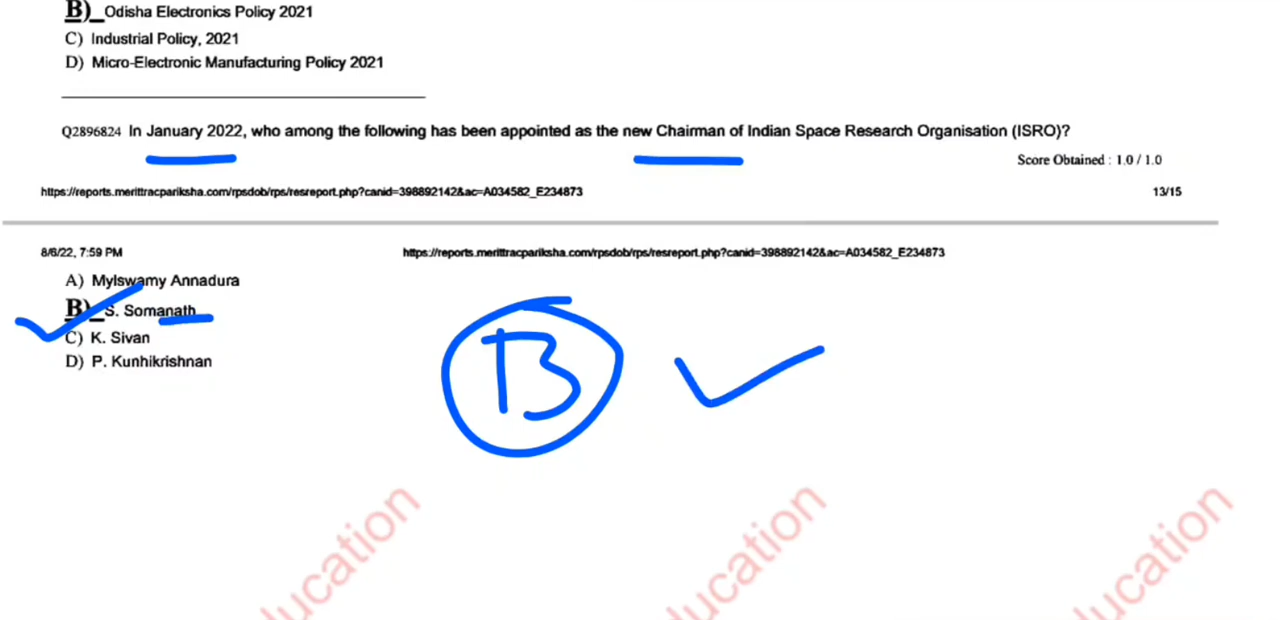 B) Odisha Electronics Policy 2021
C) Industrial Policy, 2021
D) Micro-Electronic Manufacturing Policy 2021
Q2896824 In January 2022, who among the following has been appointed as the new Chairman of Indian Space Research Organisation (ISRO)?
Score Obtained : 1.0 / 1.0
https://reports.merittracpariksha.com/rpsdob/rps/resreport.php?canid=398892142&ac=A034582_E234873 13/15
8/6/22, 7:59 PM https://reports.merittracpariksha.com/rpsdob/rps/resreport.php?canid=398892142&ac=A034582_E234873
A) Mylswamy Annadura
B) S. Somanath
C) K. Sivan
D) P. Kunhikrishnan
B
ucation ducation ducation